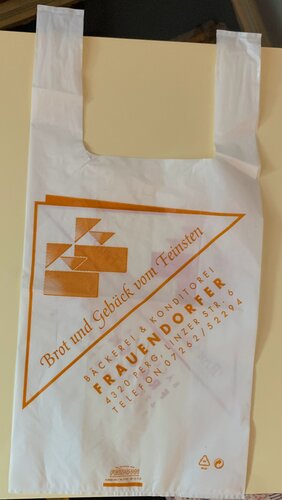 Brot und Gebäck vom Feinsten
BÄCKEREI & KONDITOREI
FRAUENDORFER
4320 PERG, LINZER STR. 6
TELEFON 07262/52294